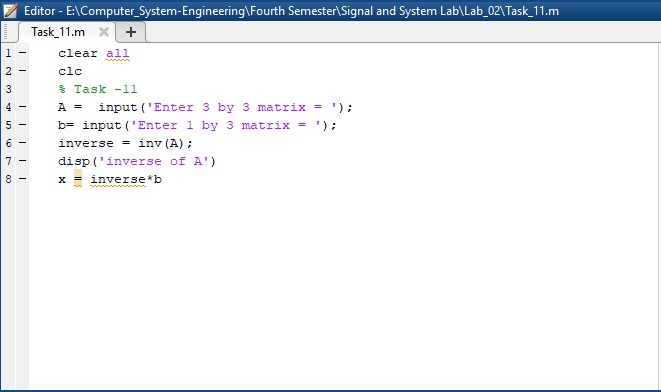 Editor - E:\Computer_System-Engineering\Fourth Semester\Signal and System Lab\Lab_02\Task_11.m
Task_11.m × +
1 - clear all
2 - clc
3 % Task -11
4 - A =  input('Enter 3 by 3 matrix = ');
5 - b= input('Enter 1 by 3 matrix = ');
6 - inverse = inv(A);
7 - disp('inverse of A')
8 - x = inverse*b